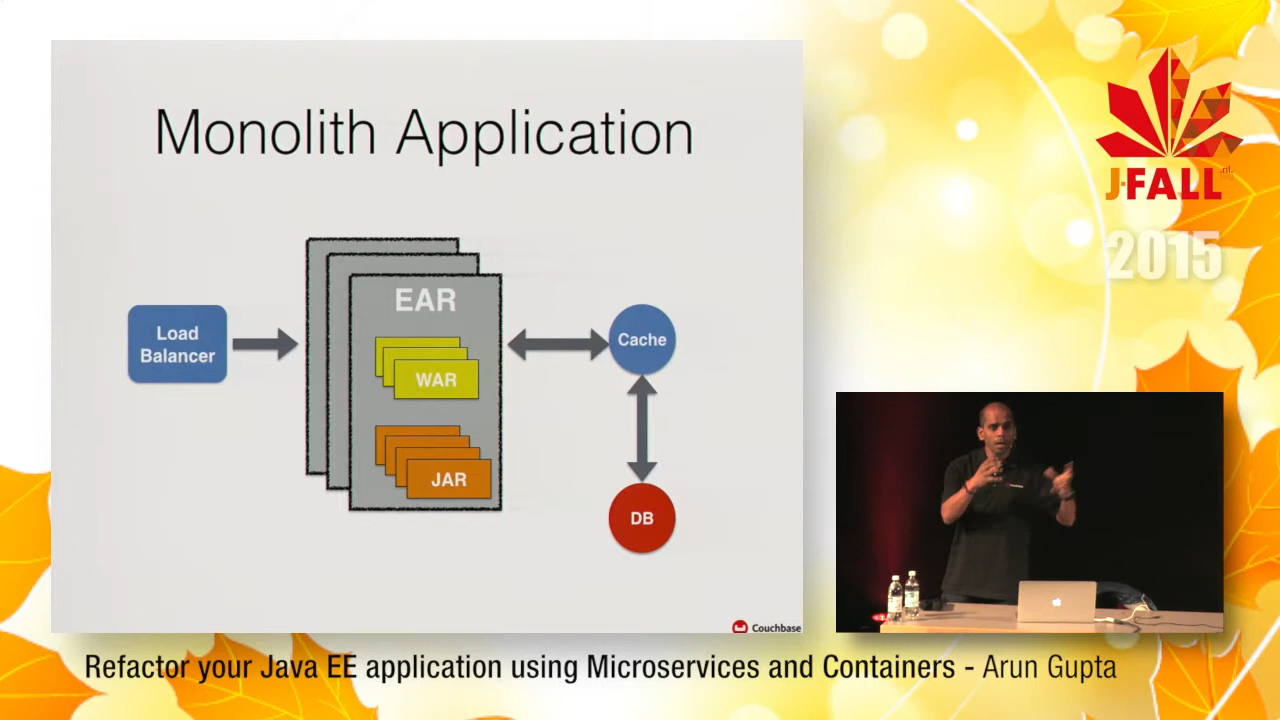 Monolith Application
EAR
Load
Balancer
WAR
JAR
Cache
DB
Couchbase
J-FALL
.nl
2015
Refactor your Java EE application using Microservices and Containers - Arun Gupta